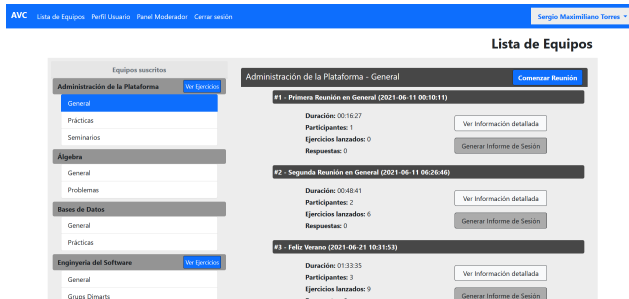 AVC Lista de Equipos Perfil Usuario Panel Moderador Cerrar sesión Sergio Maximiliano Torres
Lista de Equipos
Equipos suscritos
Administración de la Plataforma Ver Ejercicios
General
Prácticas
Seminarios
Álgebra
General
Problemas
Bases de Datos
General
Prácticas
Enginyeria del Software Ver Ejercicios
General
Grups Dimarts
Administración de la Plataforma - General Comenzar Reunión
#1 - Primera Reunión en General (2021-06-11 00:10:11)
Duración: 00:16:27
Participantes: 1
Ejercicios lanzados: 0
Respuestas: 0
Ver Información detallada
Generar Informe de Sesión
#2 - Segunda Reunión en General (2021-06-11 06:26:46)
Duración: 00:48:41
Participantes: 2
Ejercicios lanzados: 6
Respuestas: 0
Ver Información detallada
Generar Informe de Sesión
#3 - Feliz Verano (2021-06-21 10:31:53)
Duración: 01:33:35
Participantes: 3
Ejercicios lanzados: 9
Ver Información detallada
Generar Informe de Sesión